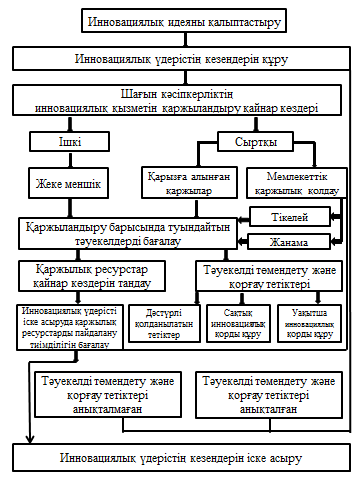 Инновациялық идеяны қалыптастыру
Инновациялық үдерістің кезендерін құру
Шағын кәсіпкерліктің
инновациялық қызметін қаржыландыру қайнар көздері
Ішкі
Сыртқы
Жеке меншік
Қарызға алынған
қаржылар
Мемлекеттік
қаржылық қолдау
Тікелей
Қаржыландыру барысында туындайтын
тәуекелдерді бағалау
Жанама
Қаржылық ресурстар
қайнар көздерін тандау
Тәуекелді төмендету және
қорғау тетіктері
Инновациялық үдерісті
іске асыруда қаржылық
ресурстарды пайдалану
тиімділігін бағалау
Дәстүрлі
қолданылатын
тетіктер
Сақтық
инновациялық
қорды құру
Уақытша
инновациялық
қорды құру
Тәуекелді төмендету және
қорғау тетіктері
анықталмаған
Тәуекелді төмендету және
қорғау тетіктері
анықталған
Инновациялық үдерістің кезендерін іске асыру